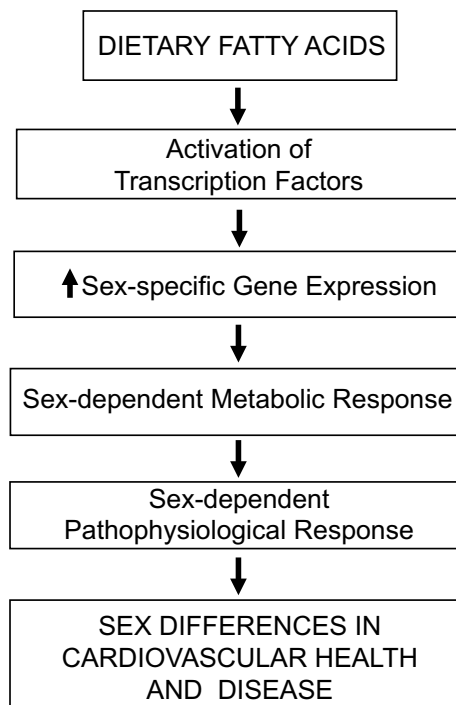 DIETARY FATTY ACIDS
Activation of
Transcription Factors
Sex-specific Gene Expression
Sex-dependent Metabolic Response
Sex-dependent
Pathophysiological Response
SEX DIFFERENCES IN
CARDIOVASCULAR HEALTH
AND DISEASE